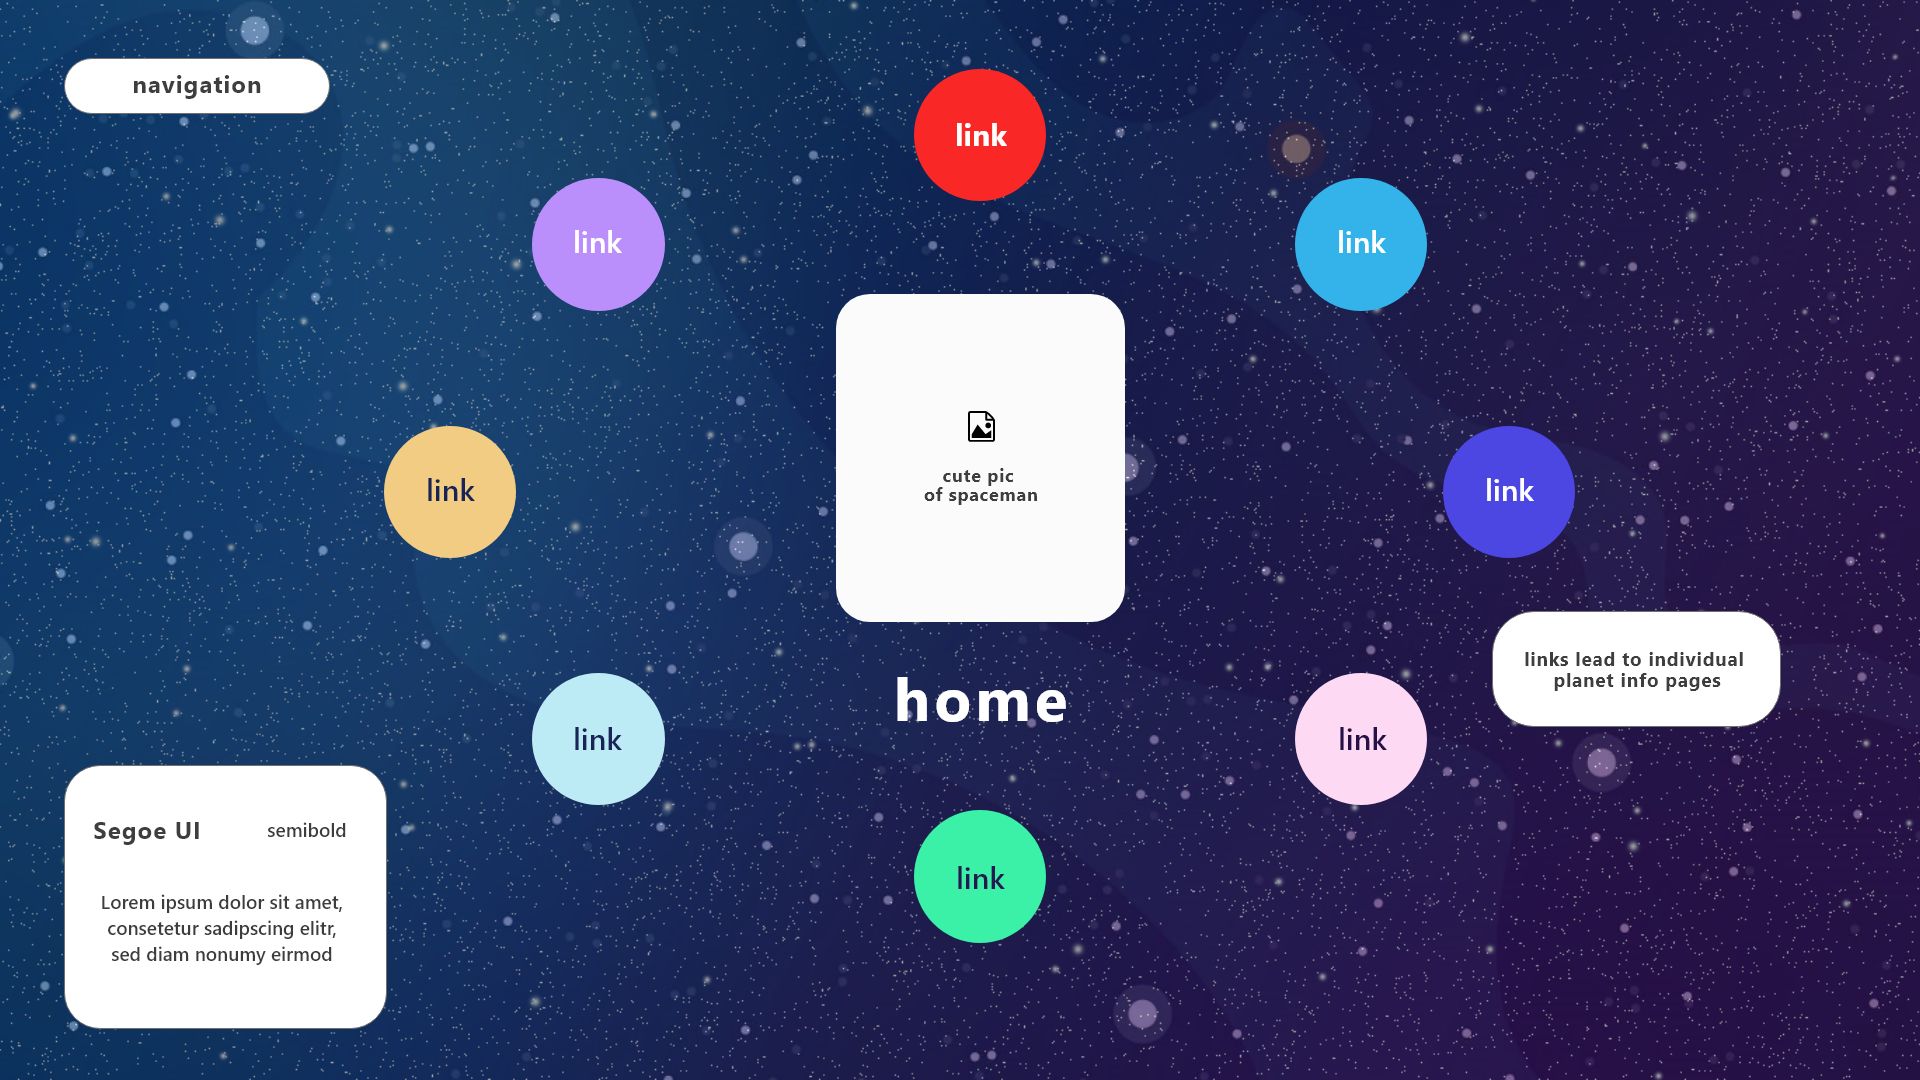 navigation
link
link
link
cute pic
of spaceman
link
link
links lead to individual
planet info pages
home
link
link
Segoe UI semibold
Lorem ipsum dolor sit amet,
consetetur sadipscing elitr,
sed diam nonumy eirmod
link